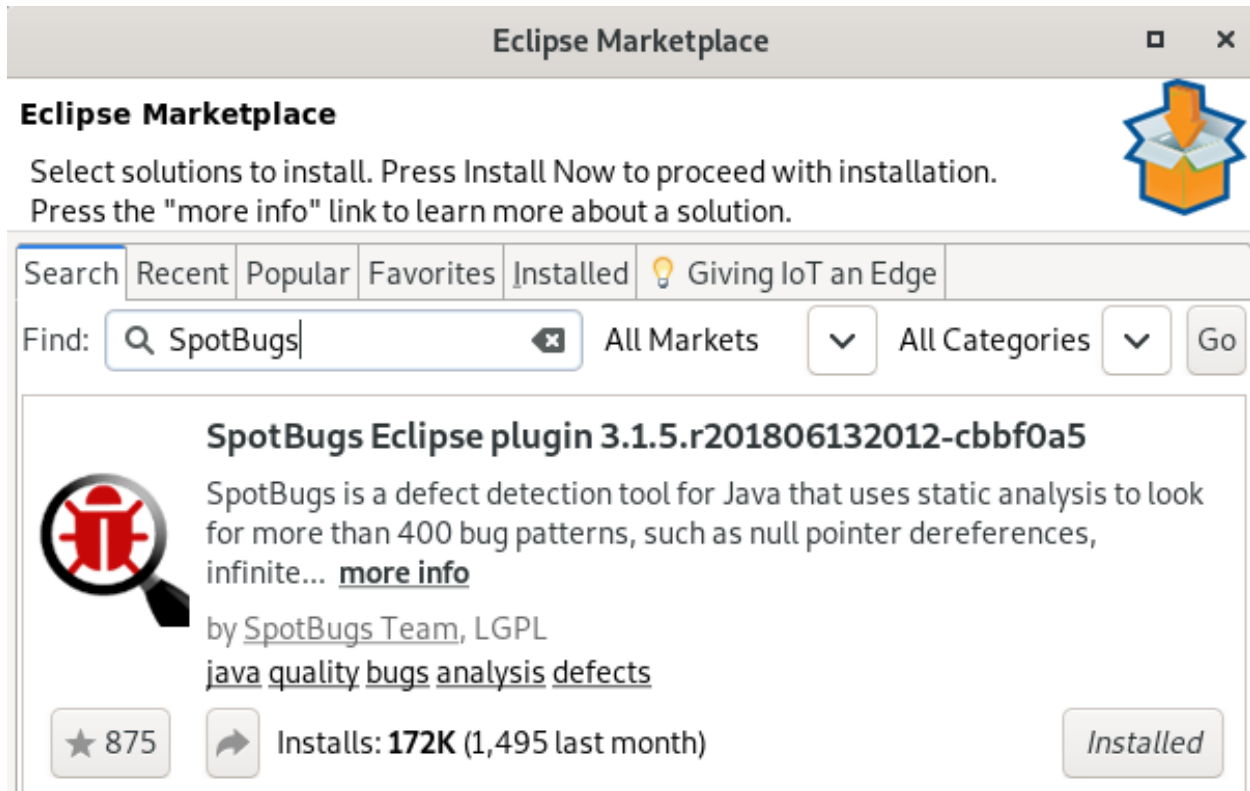 Eclipse Marketplace
Eclipse Marketplace
Select solutions to install. Press Install Now to proceed with installation.
Press the "more info" link to learn more about a solution.
Search Recent Popular Favorites Installed Giving IoT an Edge
Find: SpotBugs All Markets All Categories Go
SpotBugs Eclipse plugin 3.1.5.r201806132012-cbbf0a5
SpotBugs is a defect detection tool for Java that uses static analysis to look
for more than 400 bug patterns, such as null pointer dereferences,
infinite... more info
by SpotBugs Team, LGPL
java quality bugs analysis defects
875 Installs: 172K (1,495 last month) Installed